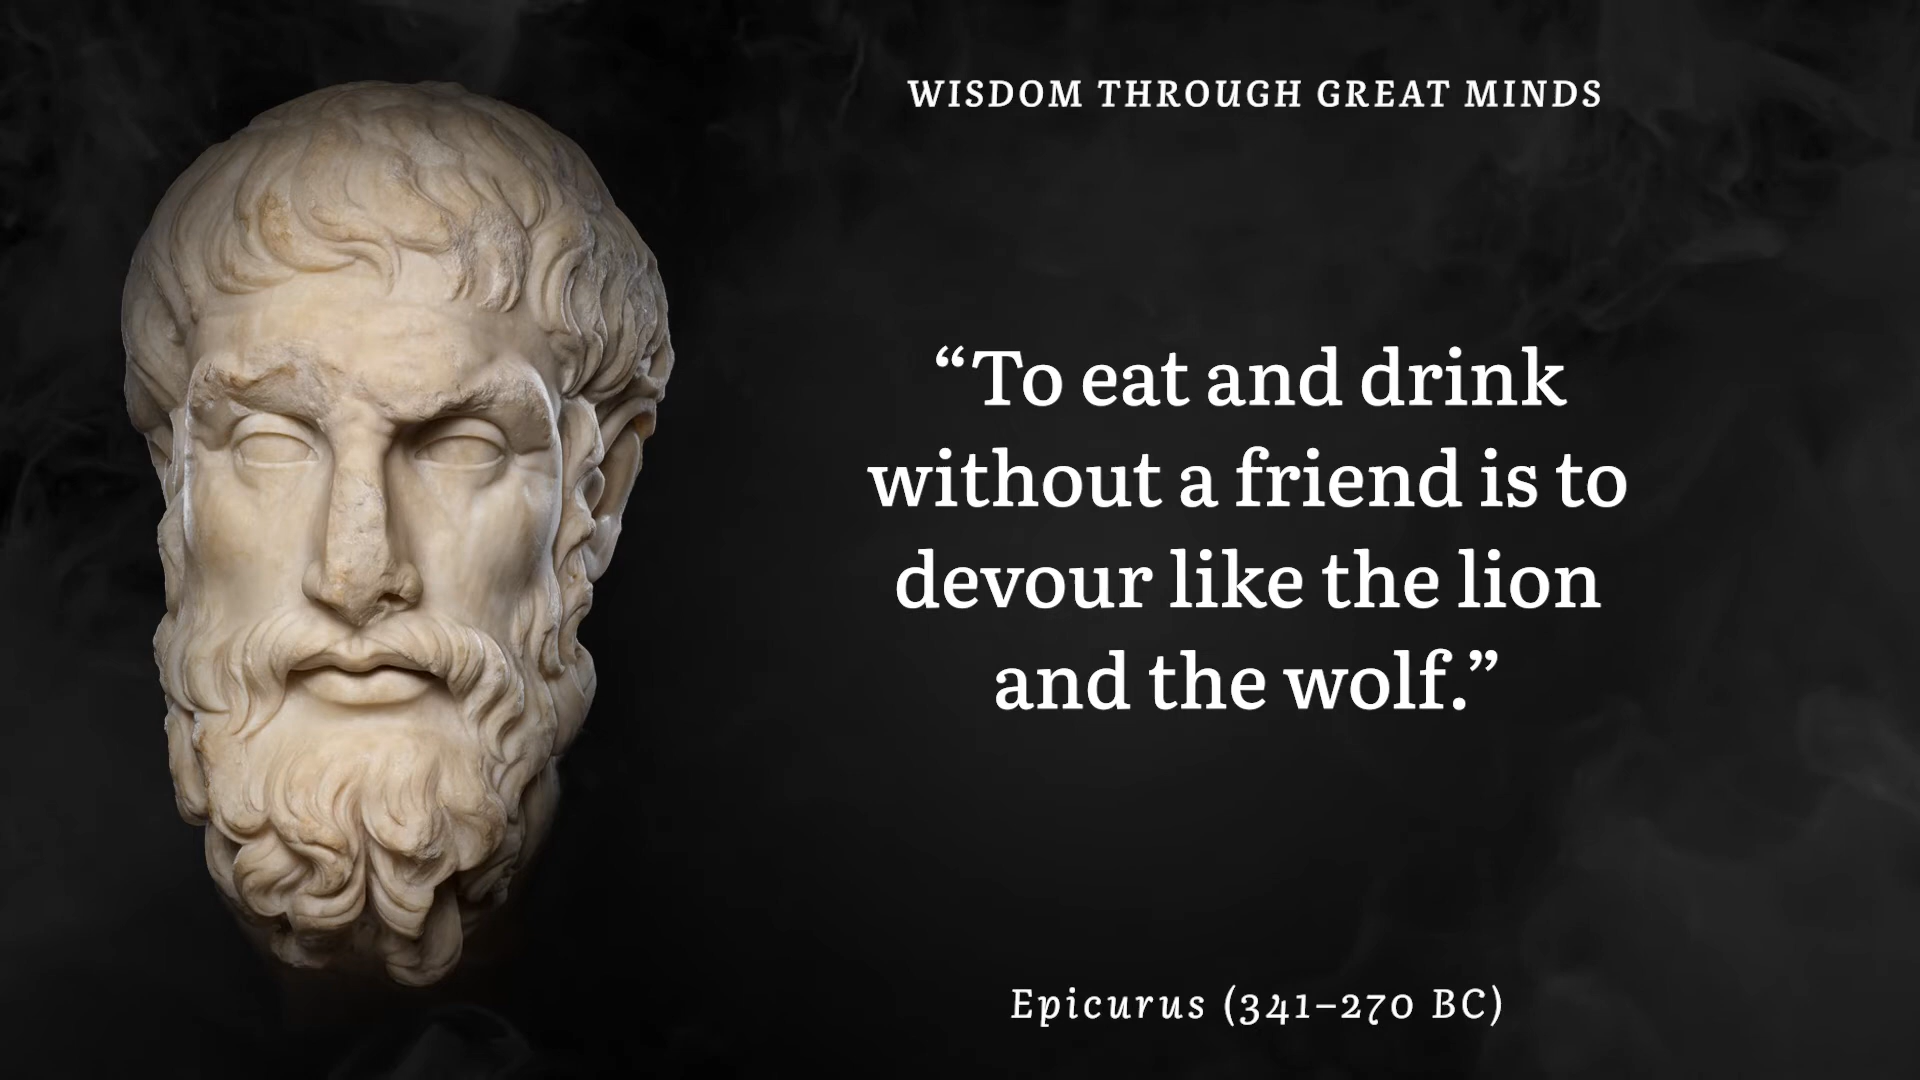 WISDOM THROUGH GREAT MINDS
“To eat and drink
without a friend is to
devour like the lion
and the wolf.”
Epicurus (341–270 BC)